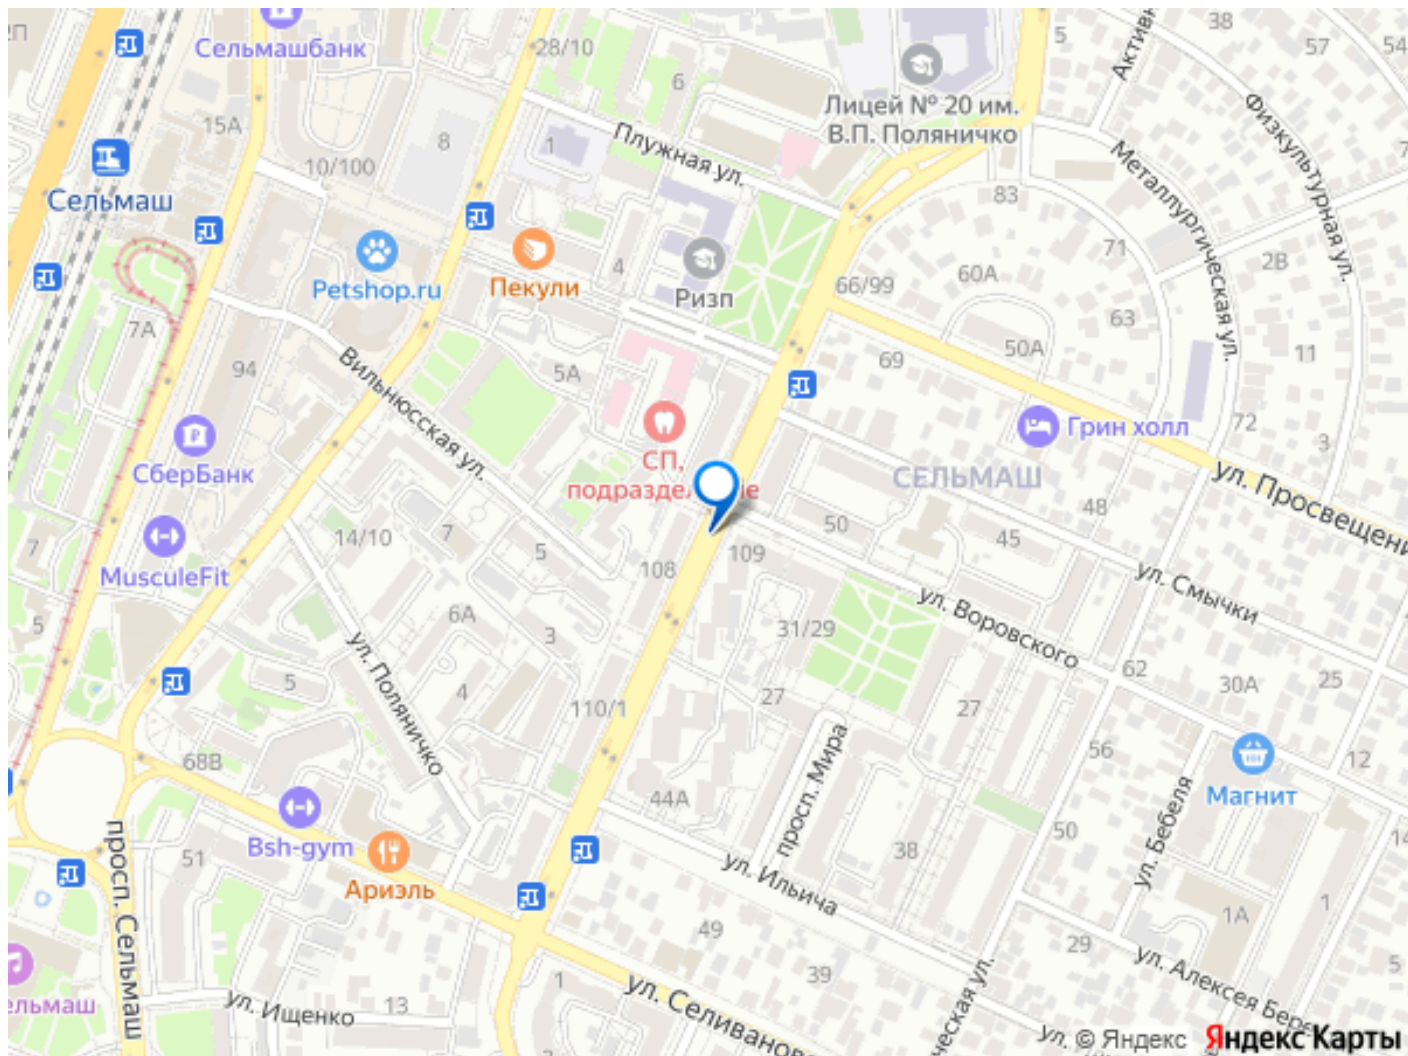 Сельмашбанк
28/10
6
38
57
54
5
Лицей № 20 им.
В.П. Поляничко
15А
8
1
10/100
Плужная ул.
Физкультурная ул.
Металлургическая ул.
Сельмаш
83
71
Petshop.ru
Пекули
4
Ризп
60А
2В
66/99
63
7А
94
Вильнюсская ул.
5А
69
50А
11
72
3
Грин холл
СберБанк
СП,
СЕЛЬМАШ
ул. Просвещени
48
7
14/10
7
5
50
45
MusculeFit
108
109
ул. Смычки
ул. Воровского
5
6А
3
31/29
ул. Поляничко
5
4
110/1
27
27
62
30А
25
просп. Мира
56
12
68В
44А
Магнит
ул. Бебеля
Bsh-gym
50
51
Ариэль
38
ул. Ильича
просп. Сельмаш
49
1А
1
29
39
5
ул. Алексея Бере
ельмаш
1
13
ул. Ищенко
ул. Селивано
ческая ул.
ул.
© Яндекс
Яндекс Карты